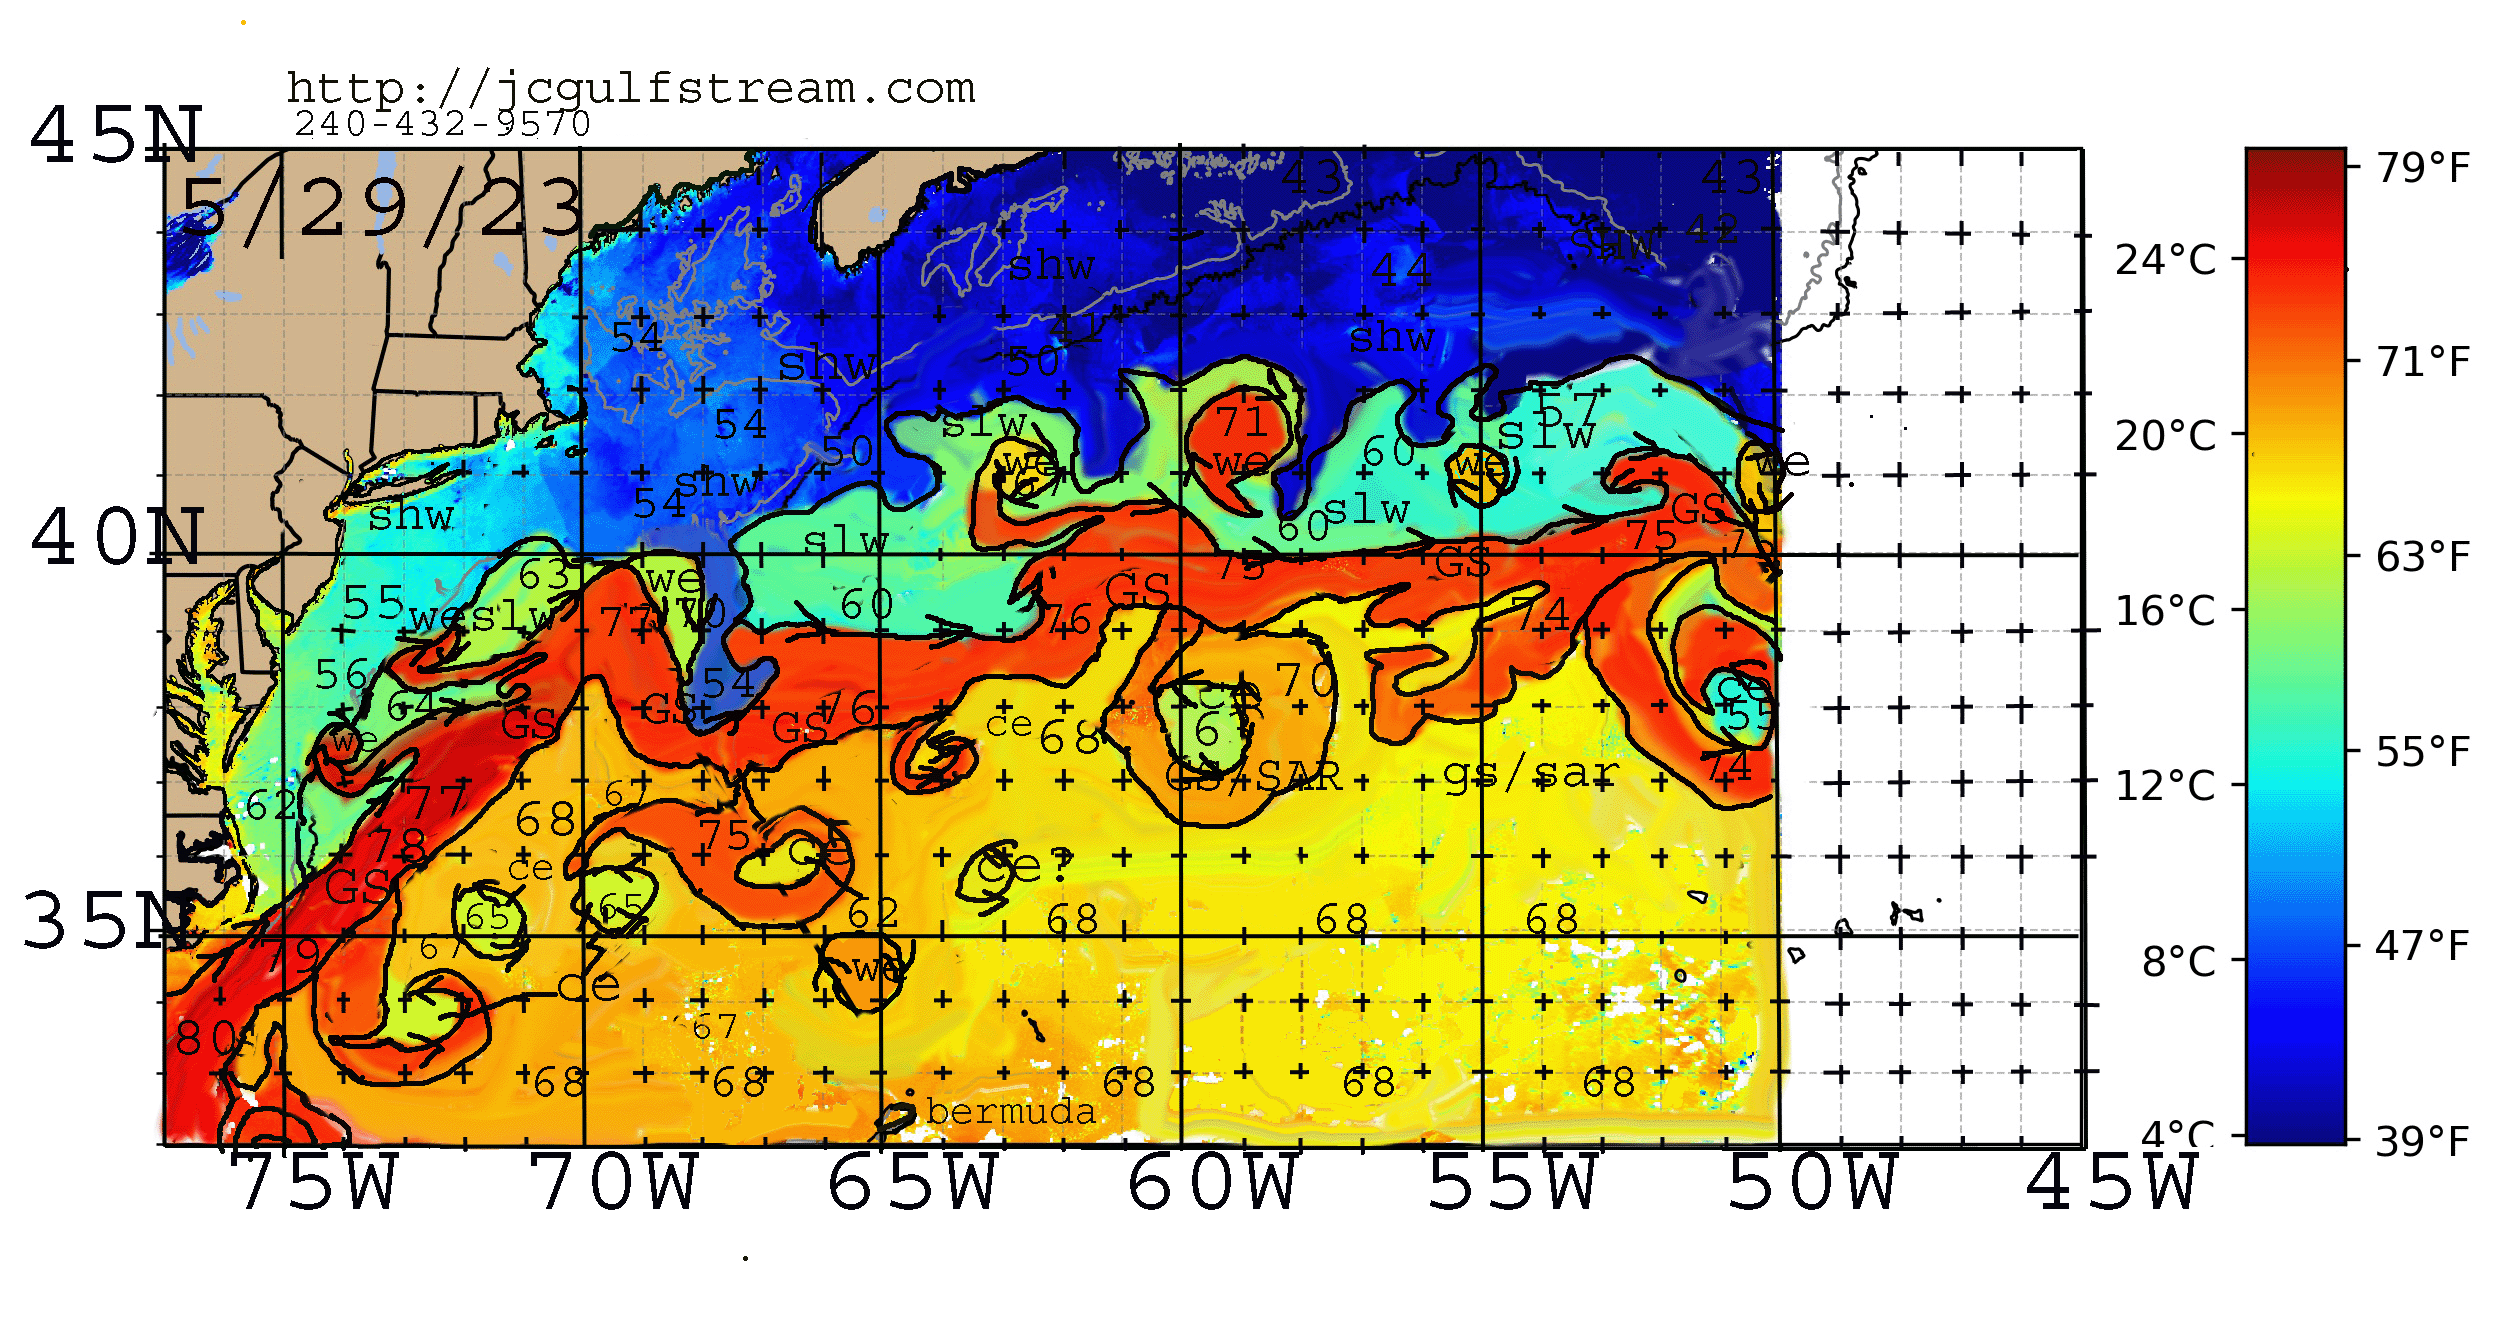 http://jcgulfstream.com
240-432-9570
45N
5/29/23
43
43
42
shw
shw
44
79°F
24°C
71°F
54
shw
50
shw
54
slw
71
57
slw
20°C
50
we
we
60
we
we
shw
54
shw
slw
GS
40N
slw
60
75
63°F
63
we
GS
75
GS
55
we
slw
77
70
60
76
74
16°C
56
64
GS
54
GS
GS
76
ce
68
ce
70
6
GS/SAR
gs/sar
ce
55
74
55°F
we
12°C
62
77
68
67
75
78
ce
ce
ce?
GS
65
65
62
68
68
68
35N
79
67
we
47°F
8°C
ce
80
67
68
68
68
68
68
bermuda
4°C
39°F
75W
70W
65W
60W
55W
50W
45W